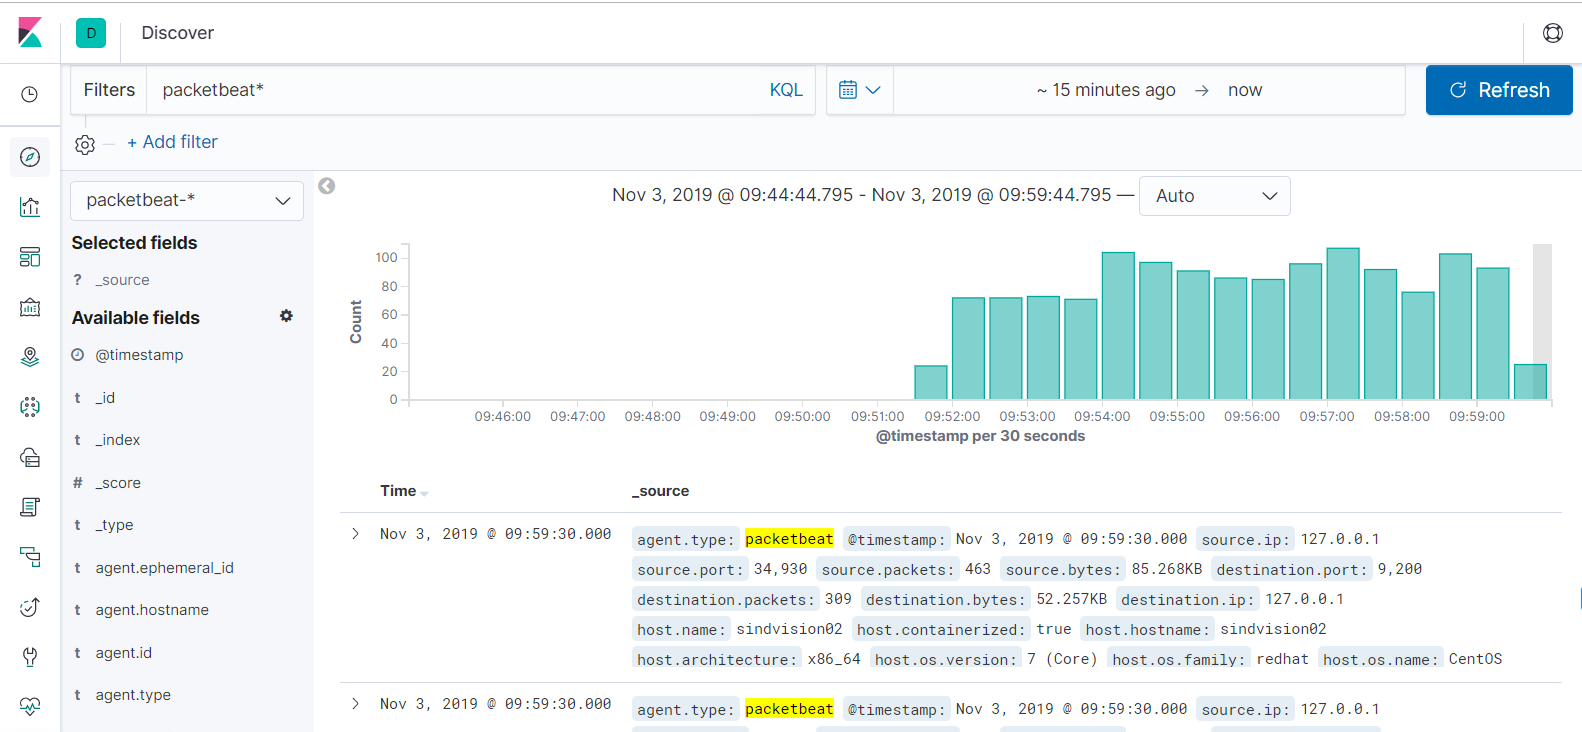 D Discover
Filters packetbeat* KQL ~ 15 minutes ago → now Refresh
+ Add filter
packetbeat-*
Nov 3, 2019 @ 09:44:44.795 - Nov 3, 2019 @ 09:59:44.795 — Auto
Selected fields
? _source
Available fields
@timestamp
t _id
t _index
# _score
t _type
t agent.ephemeral_id
t agent.hostname
t agent.id
t agent.type
Count
100
80
60
40
20
0
09:46:00 09:47:00 09:48:00 09:49:00 09:50:00 09:51:00 09:52:00 09:53:00 09:54:00 09:55:00 09:56:00 09:57:00 09:58:00 09:59:00
@timestamp per 30 seconds
Time _source
Nov 3, 2019 @ 09:59:30.000 agent.type: packetbeat @timestamp: Nov 3, 2019 @ 09:59:30.000 source.ip: 127.0.0.1
source.port: 34,930 source.packets: 463 source.bytes: 85.268KB destination.port: 9,200
destination.packets: 309 destination.bytes: 52.257KB destination.ip: 127.0.0.1
host.name: sindvision02 host.containerized: true host.hostname: sindvision02
host.architecture: x86_64 host.os.version: 7 (Core) host.os.family: redhat host.os.name: CentOS
Nov 3, 2019 @ 09:59:30.000 agent.type: packetbeat @timestamp: Nov 3, 2019 @ 09:59:30.000 source.ip: 127.0.0.1